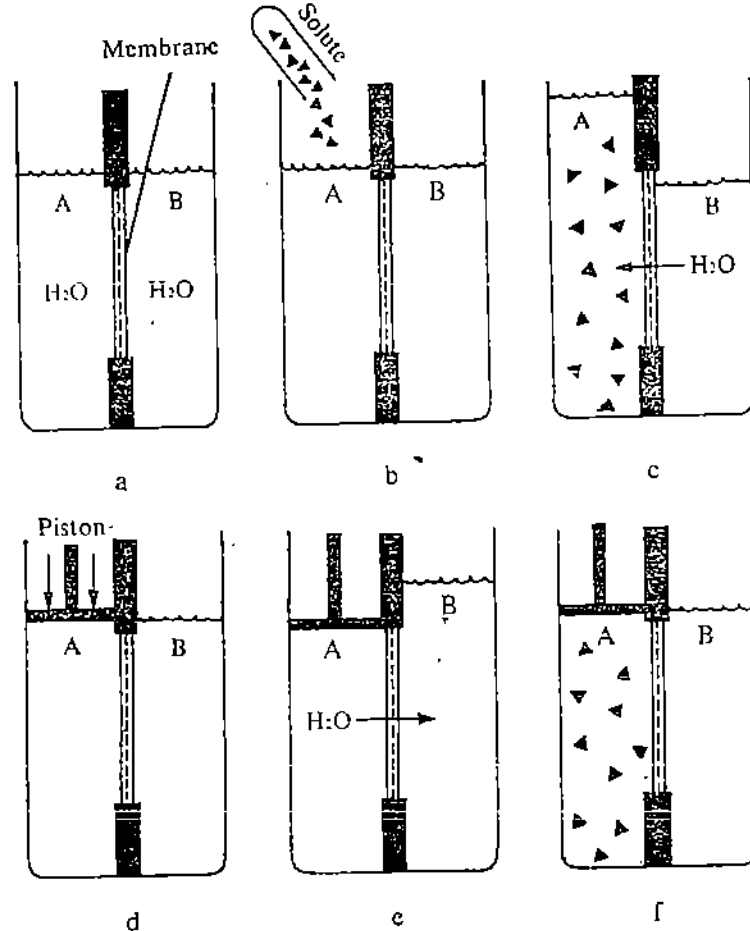 Membrane
Solute
A B
H₂O H₂O
a
A B
b
A
B
H₂O
c
Piston
A B
d
B
A
H₂O
e
A B
f